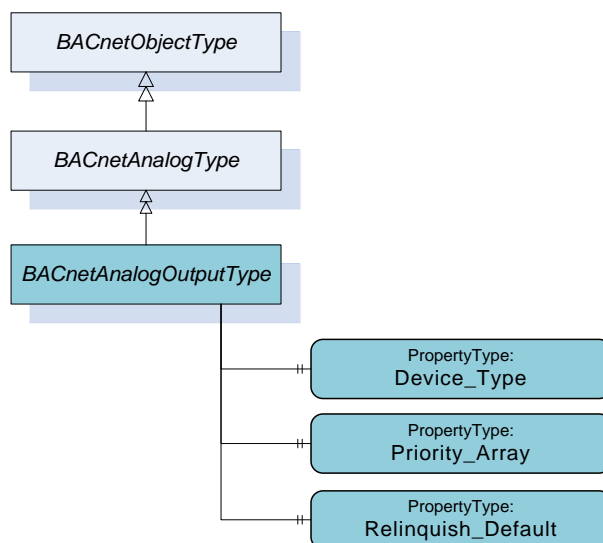 BACnetObjectType
BACnetAnalogType
BACnetAnalogOutputType
PropertyType:
Device_Type
PropertyType:
Priority_Array
PropertyType:
Relinquish_Default